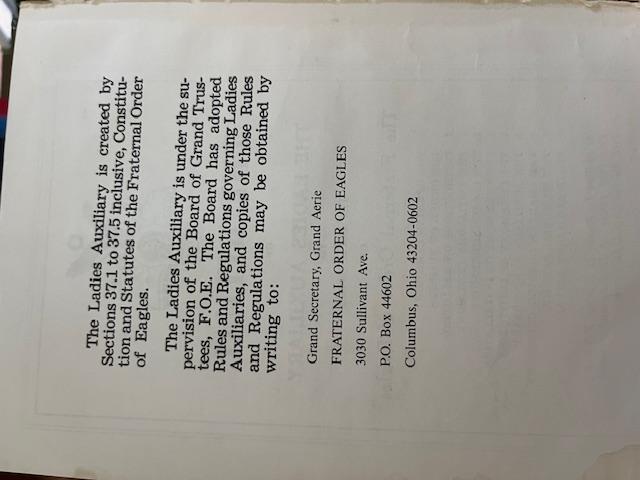 The Ladies Auxiliary is created by
Sections 37.1 to 37.5 inclusive, Constitu-
tion and Statutes of the Fraternal Order
of Eagles.
The Ladies Auxiliary is under the su-
pervision of the Board of Grand Trus-
tees, F.O.E. The Board has adopted
Rules and Regulations governing Ladies
Auxiliaries, and copies of those Rules
and Regulations may be obtained by
writing to:
Grand Secretary, Grand Aerie
FRATERNAL ORDER OF EAGLES
3030 Sullivant Ave.
P.O. Box 44602
Columbus, Ohio 43204-0602